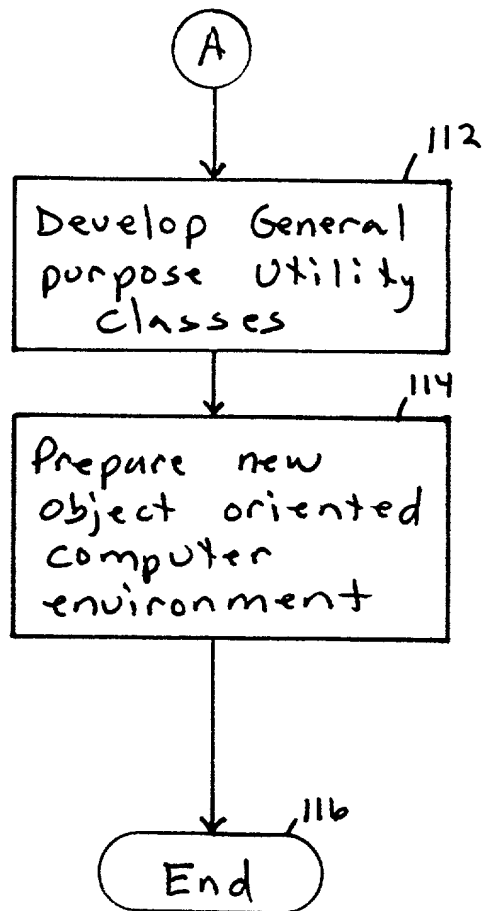 A
112
Develop General
purpose Utility
Classes
114
Prepare new
object oriented
computer
environment
116
End